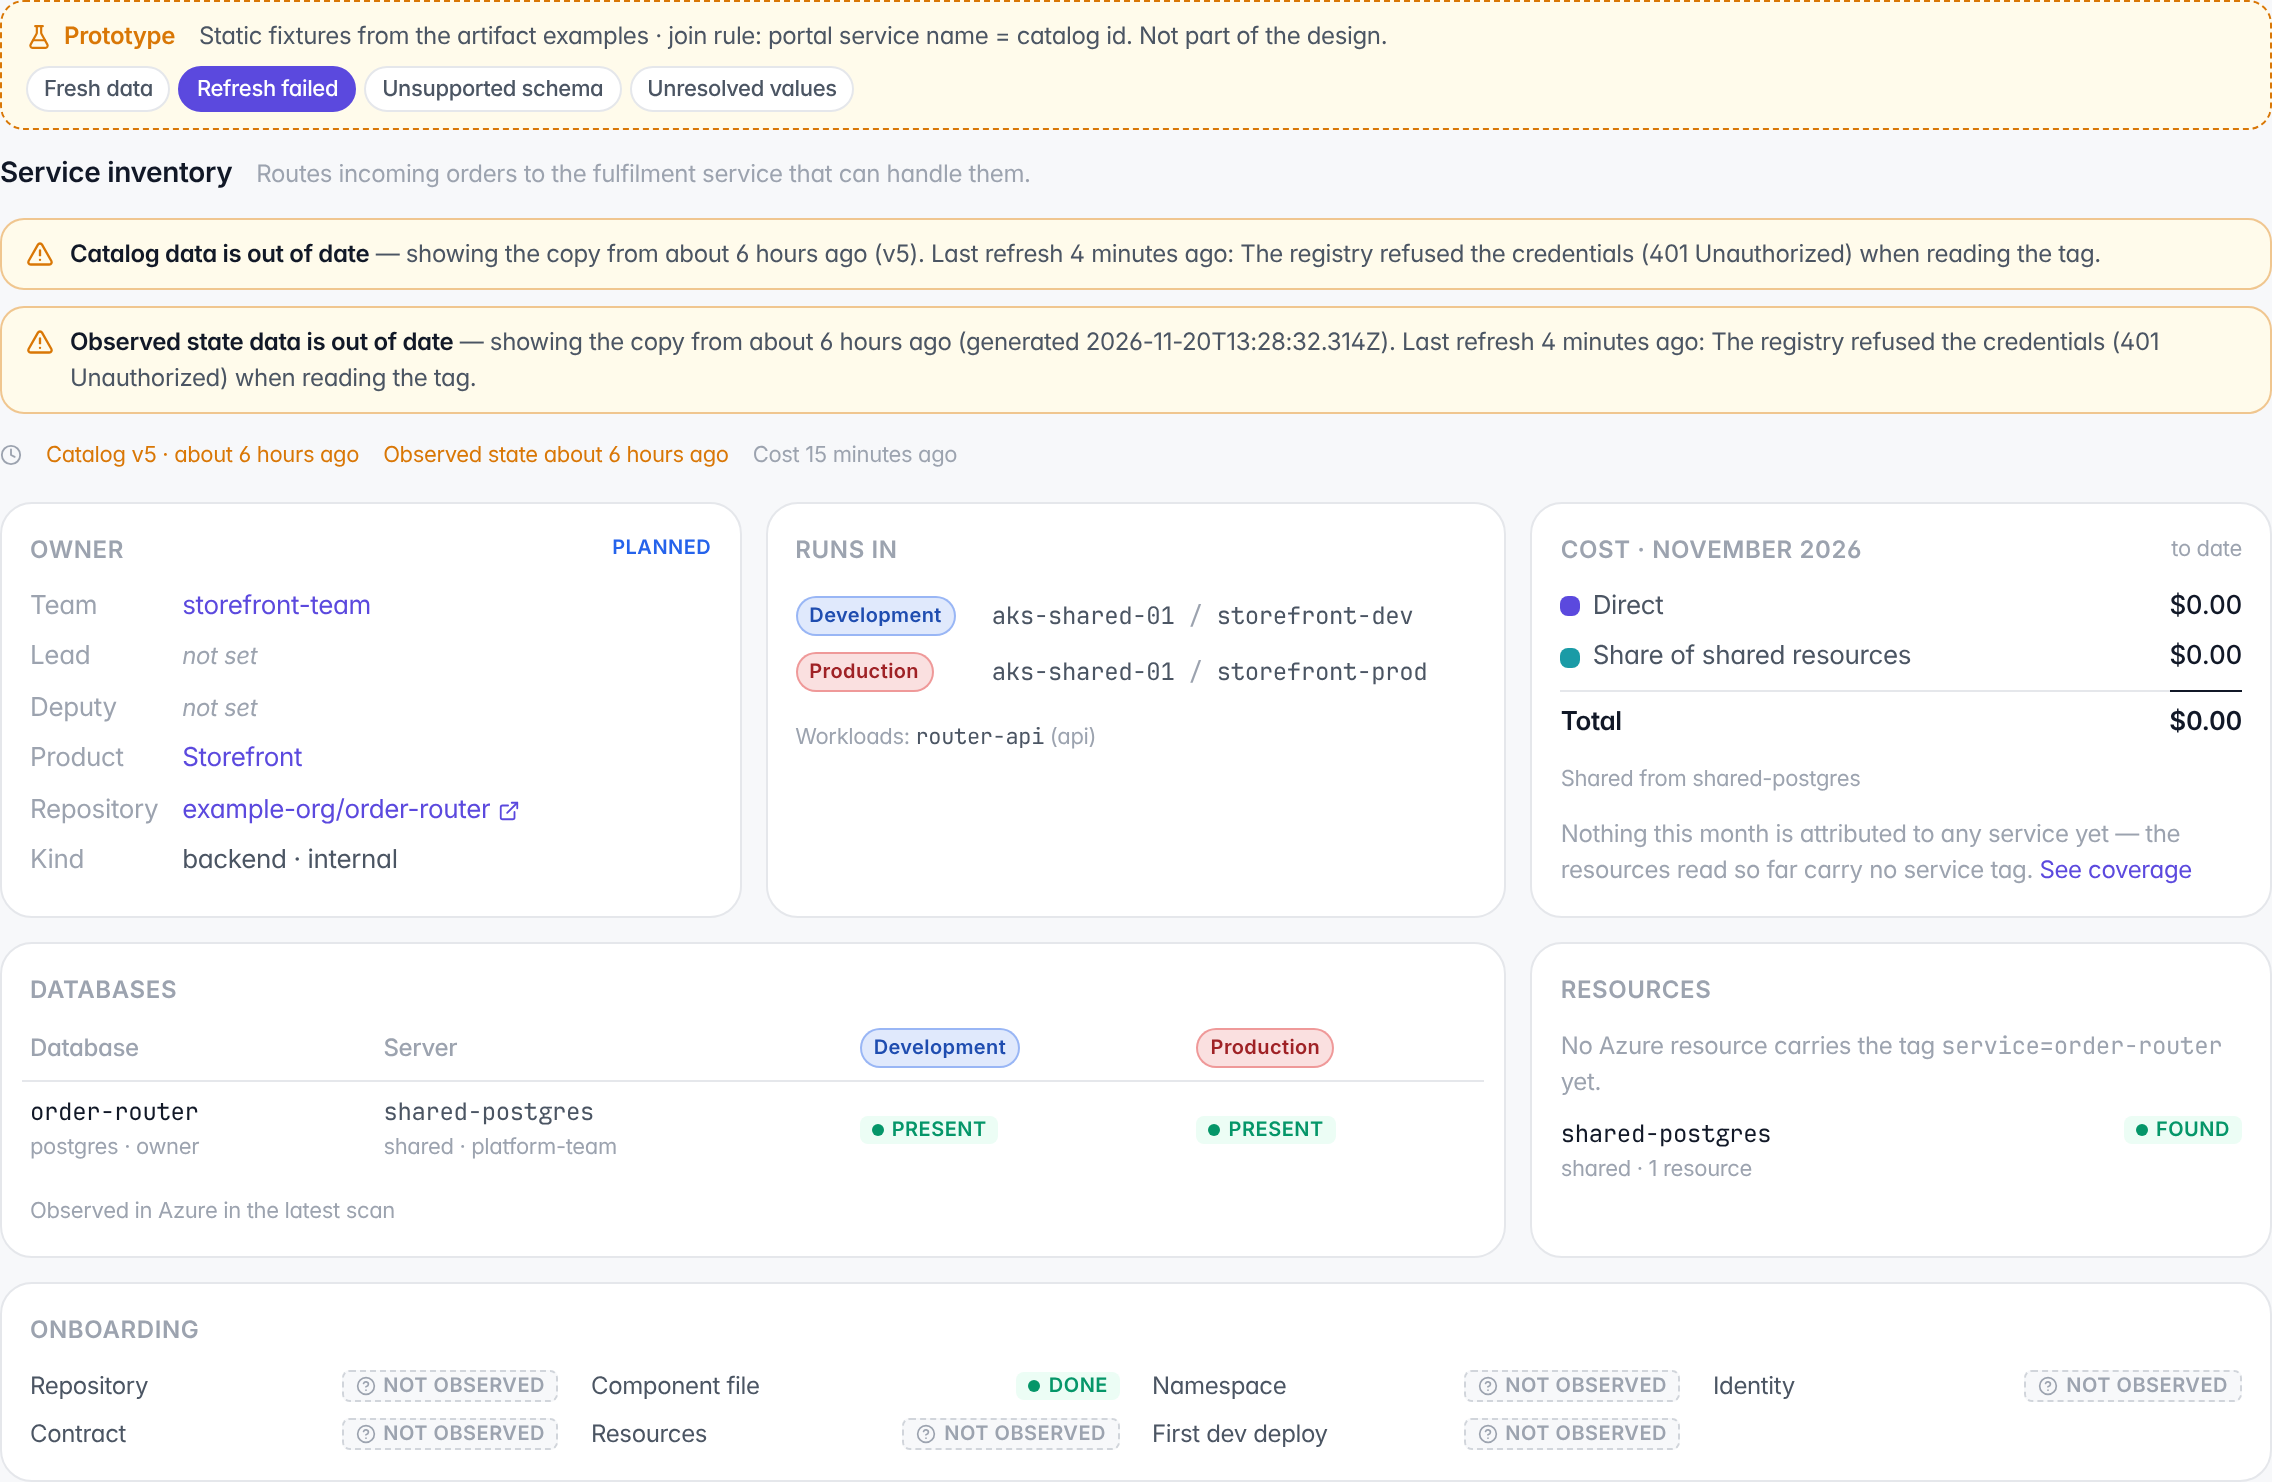 Prototype Static fixtures from the artifact examples · join rule: portal service name = catalog id. Not part of the design.
Fresh data Refresh failed Unsupported schema Unresolved values
Service inventory Routes incoming orders to the fulfilment service that can handle them.
Catalog data is out of date — showing the copy from about 6 hours ago (v5). Last refresh 4 minutes ago: The registry refused the credentials (401 Unauthorized) when reading the tag.
Observed state data is out of date — showing the copy from about 6 hours ago (generated 2026-11-20T13:28:32.314Z). Last refresh 4 minutes ago: The registry refused the credentials (401
Unauthorized) when reading the tag.
Catalog v5 · about 6 hours ago Observed state about 6 hours ago Cost 15 minutes ago
OWNER PLANNED
Team storefront-team
Lead not set
Deputy not set
Product Storefront
Repository example-org/order-router
Kind backend · internal
RUNS IN
Development aks-shared-01 / storefront-dev
Production aks-shared-01 / storefront-prod
Workloads: router-api (api)
COST · NOVEMBER 2026 to date
Direct $0.00
Share of shared resources $0.00
Total $0.00
Shared from shared-postgres
Nothing this month is attributed to any service yet — the
resources read so far carry no service tag. See coverage
DATABASES
Database Server Development Production
order-router shared-postgres PRESENT PRESENT
postgres · owner shared · platform-team
Observed in Azure in the latest scan
RESOURCES
No Azure resource carries the tag service=order-router
yet.
shared-postgres FOUND
shared · 1 resource
ONBOARDING
Repository NOT OBSERVED Component file DONE Namespace NOT OBSERVED Identity NOT OBSERVED
Contract NOT OBSERVED Resources NOT OBSERVED First dev deploy NOT OBSERVED